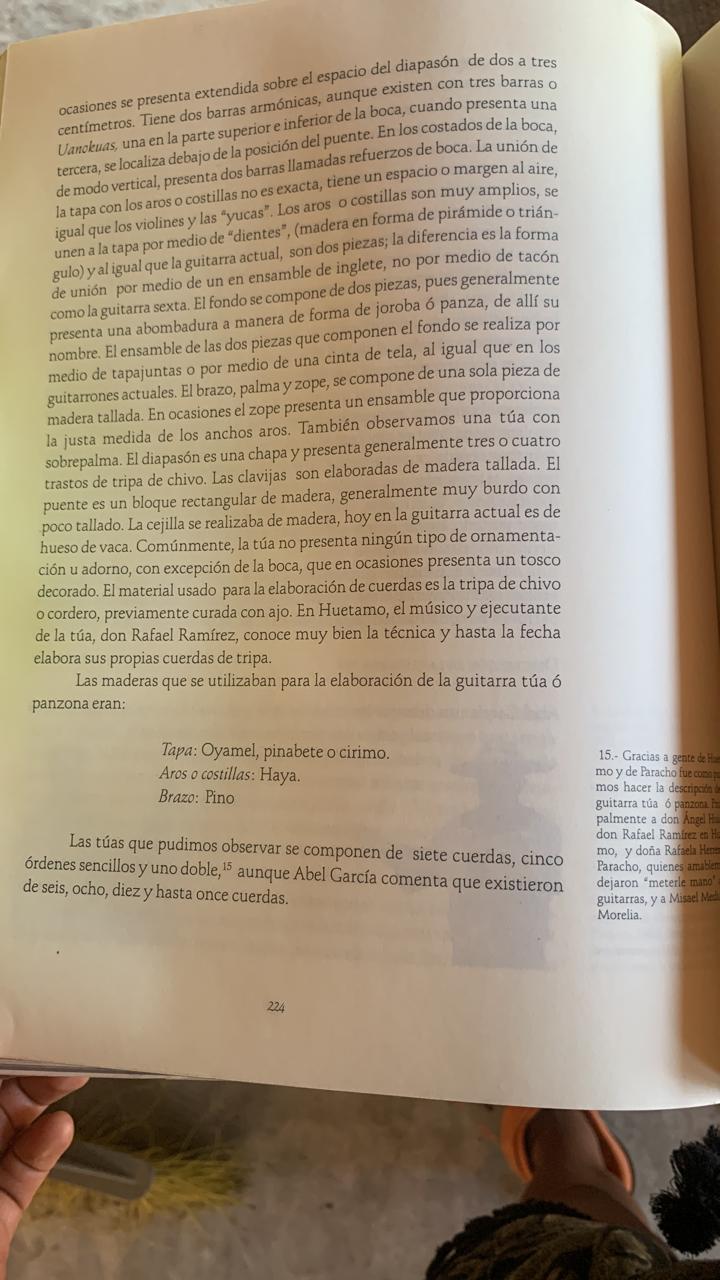 ocasiones se presenta extendida sobre el espacio del diapasón de dos a tres
centímetros. Tiene dos barras armónicas, aunque existen con tres barras o
Uanokuas, una en la parte superior e inferior de la boca, cuando presenta una
tercera, se localiza debajo de la posición del puente. En los costados de la boca,
de modo vertical, presenta dos barras llamadas refuerzos de boca. La unión de
la tapa con los aros o costillas no es exacta, tiene un espacio o margen al aire,
igual que los violines y las “yucas”. Los aros o costillas son muy amplios, se
unen a la tapa por medio de “dientes”, (madera en forma de pirámide o trián-
gulo) y al igual que la guitarra actual, son dos piezas; la diferencia es la forma
de unión por medio de un en ensamble de inglete, no por medio de tacón
como la guitarra sexta. El fondo se compone de dos piezas, pues generalmente
presenta una abombadura a manera de forma de joroba ó panza, de allí su
nombre. El ensamble de las dos piezas que componen el fondo se realiza por
medio de tapajuntas o por medio de una cinta de tela, al igual que en los
guitarrones actuales. El brazo, palma y zope, se compone de una sola pieza de
madera tallada. En ocasiones el zope presenta un ensamble que proporciona
la justa medida de los anchos aros. También observamos una túa con
sobrepalma. El diapasón es una chapa y presenta generalmente tres o cuatro
trastos de tripa de chivo. Las clavijas son elaboradas de madera tallada. El
puente es un bloque rectangular de madera, generalmente muy burdo con
poco tallado. La cejilla se realizaba de madera, hoy en la guitarra actual es de
hueso de vaca. Comúnmente, la túa no presenta ningún tipo de ornamenta-
ción u adorno, con excepción de la boca, que en ocasiones presenta un tosco
decorado. El material usado para la elaboración de cuerdas es la tripa de chivo
o cordero, previamente curada con ajo. En Huetamo, el músico y ejecutante
de la túa, don Rafael Ramírez, conoce muy bien la técnica y hasta la fecha
elabora sus propias cuerdas de tripa.
Las maderas que se utilizaban para la elaboración de la guitarra túa ó
panzona eran:
Tapa: Oyamel, pinabete o cirimo.
Aros o costillas: Haya.
Brazo: Pino
Las túas que pudimos observar se componen de siete cuerdas, cinco
órdenes sencillos y uno doble,15 aunque Abel García comenta que existieron
de seis, ocho, diez y hasta once cuerdas.
15.- Gracias a gente de
mo y de Paracho fue como
mos hacer la descripción
guitarra túa ó panzona.
palmente a don Ángel
don Rafael Ramírez en
mo, y doña Rafaela
Paracho, quienes
dejaron “meterle mano”
guitarras, y a Misael
Morelia.
224